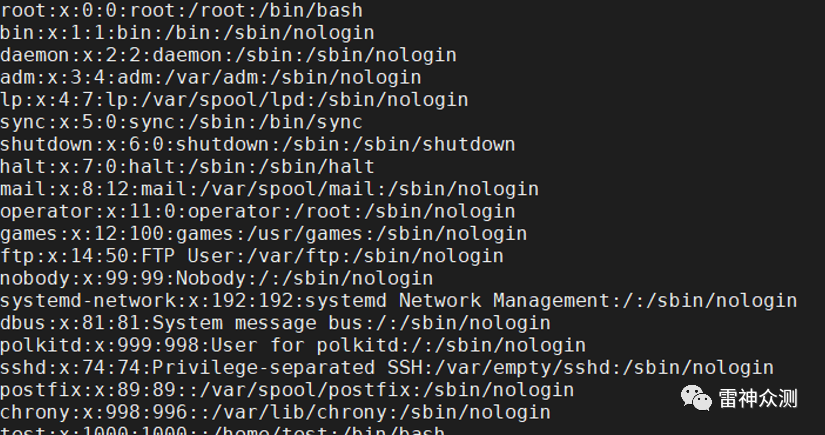 root:x:0:0:root:/root:/bin/bash
bin:x:1:1:bin:/bin:/sbin/nologin
daemon:x:2:2:daemon:/sbin:/sbin/nologin
adm:x:3:4:adm:/var/adm:/sbin/nologin
lp:x:4:7:lp:/var/spool/lpd:/sbin/nologin
sync:x:5:0:sync:/sbin:/bin/sync
shutdown:x:6:0:shutdown:/sbin:/sbin/shutdown
halt:x:7:0:halt:/sbin:/sbin/halt
mail:x:8:12:mail:/var/spool/mail:/sbin/nologin
operator:x:11:0:operator:/root:/sbin/nologin
games:x:12:100:games:/usr/games:/sbin/nologin
ftp:x:14:50:FTP User:/var/ftp:/sbin/nologin
nobody:x:99:99:Nobody:/:/sbin/nologin
systemd-network:x:192:192:systemd Network Management:/:/sbin/nologin
dbus:x:81:81:System message bus:/:/sbin/nologin
polkitd:x:999:998:User for polkitd:/:/sbin/nologin
sshd:x:74:74:Privilege-separated SSH:/var/empty/sshd:/sbin/nologin
postfix:x:89:89::/var/spool/postfix:/sbin/nologin
chrony:x:998:996::/var/lib/chrony:/sbin/nologin
test:x:1000:1000::/home/test:/bin/bash
雷神众测